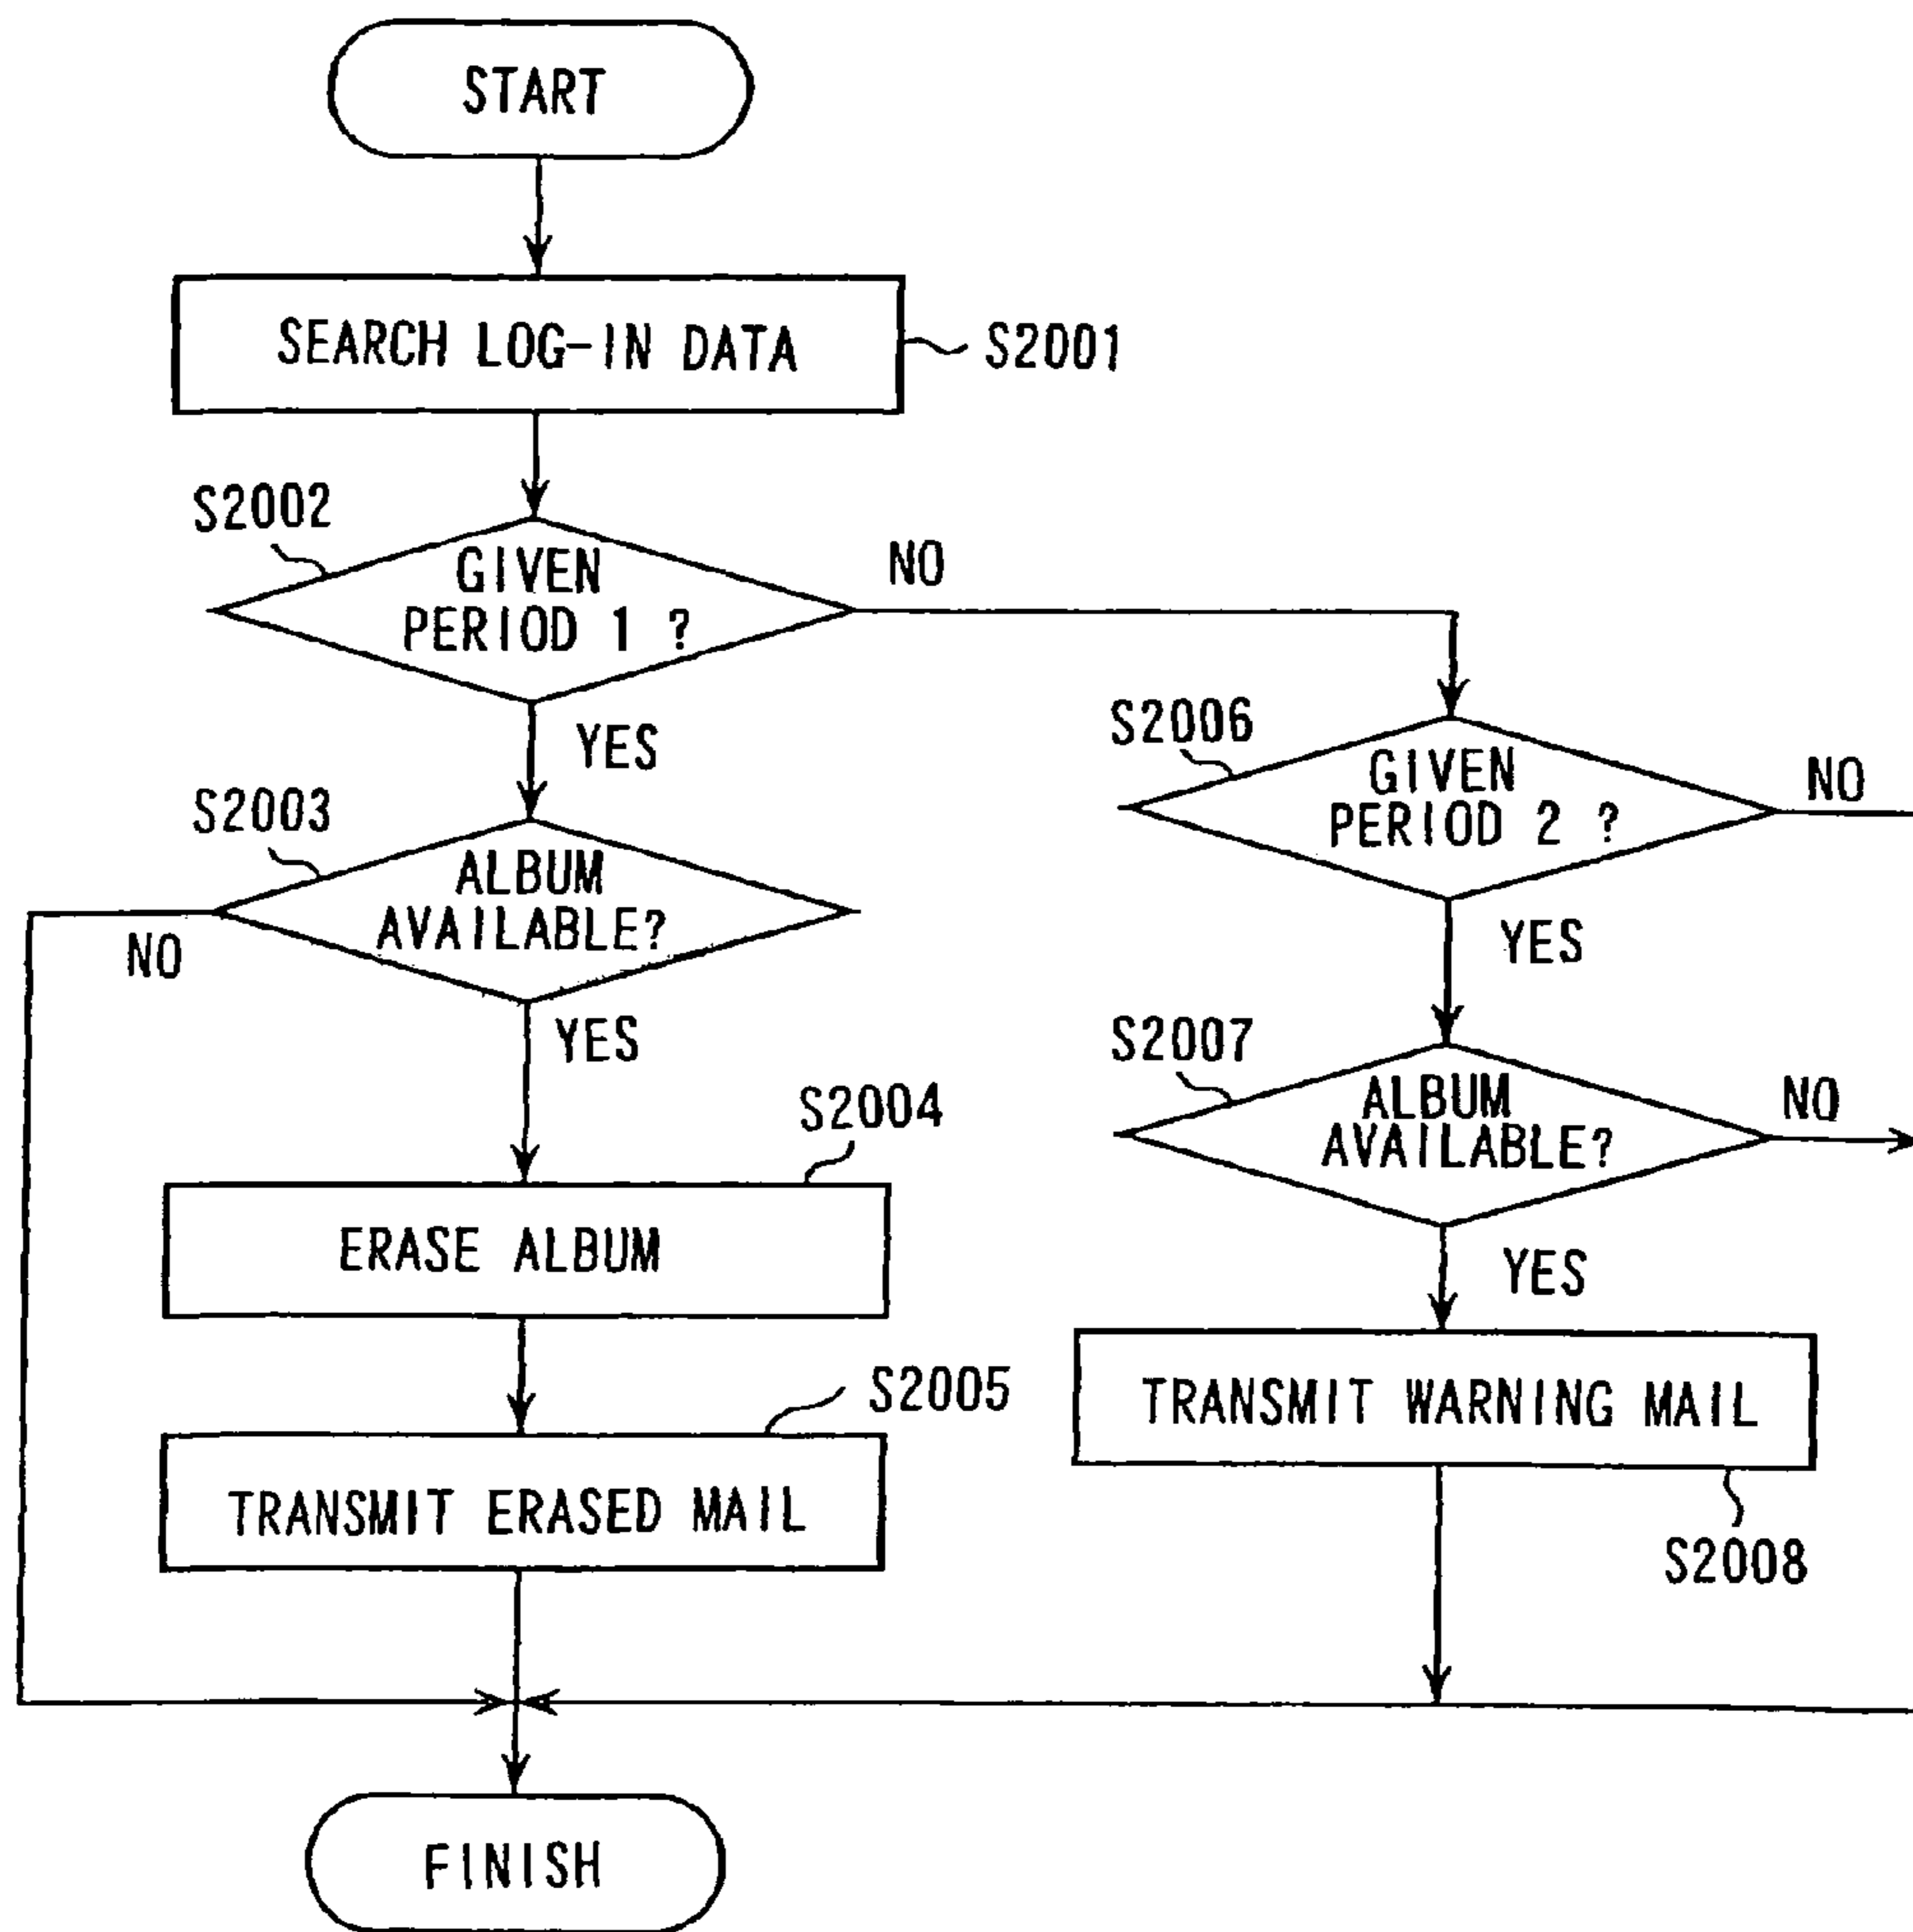 START
SEARCH LOG-IN DATA
S2001
S2002
GIVEN
PERIOD 1 ?
NO
YES
S2003
ALBUM
AVAILABLE?
NO
YES
S2004
ERASE ALBUM
S2005
TRANSMIT ERASED MAIL
S2006
GIVEN
PERIOD 2 ?
NO
YES
S2007
ALBUM
AVAILABLE?
NO
YES
TRANSMIT WARNING MAIL
S2008
FINISH